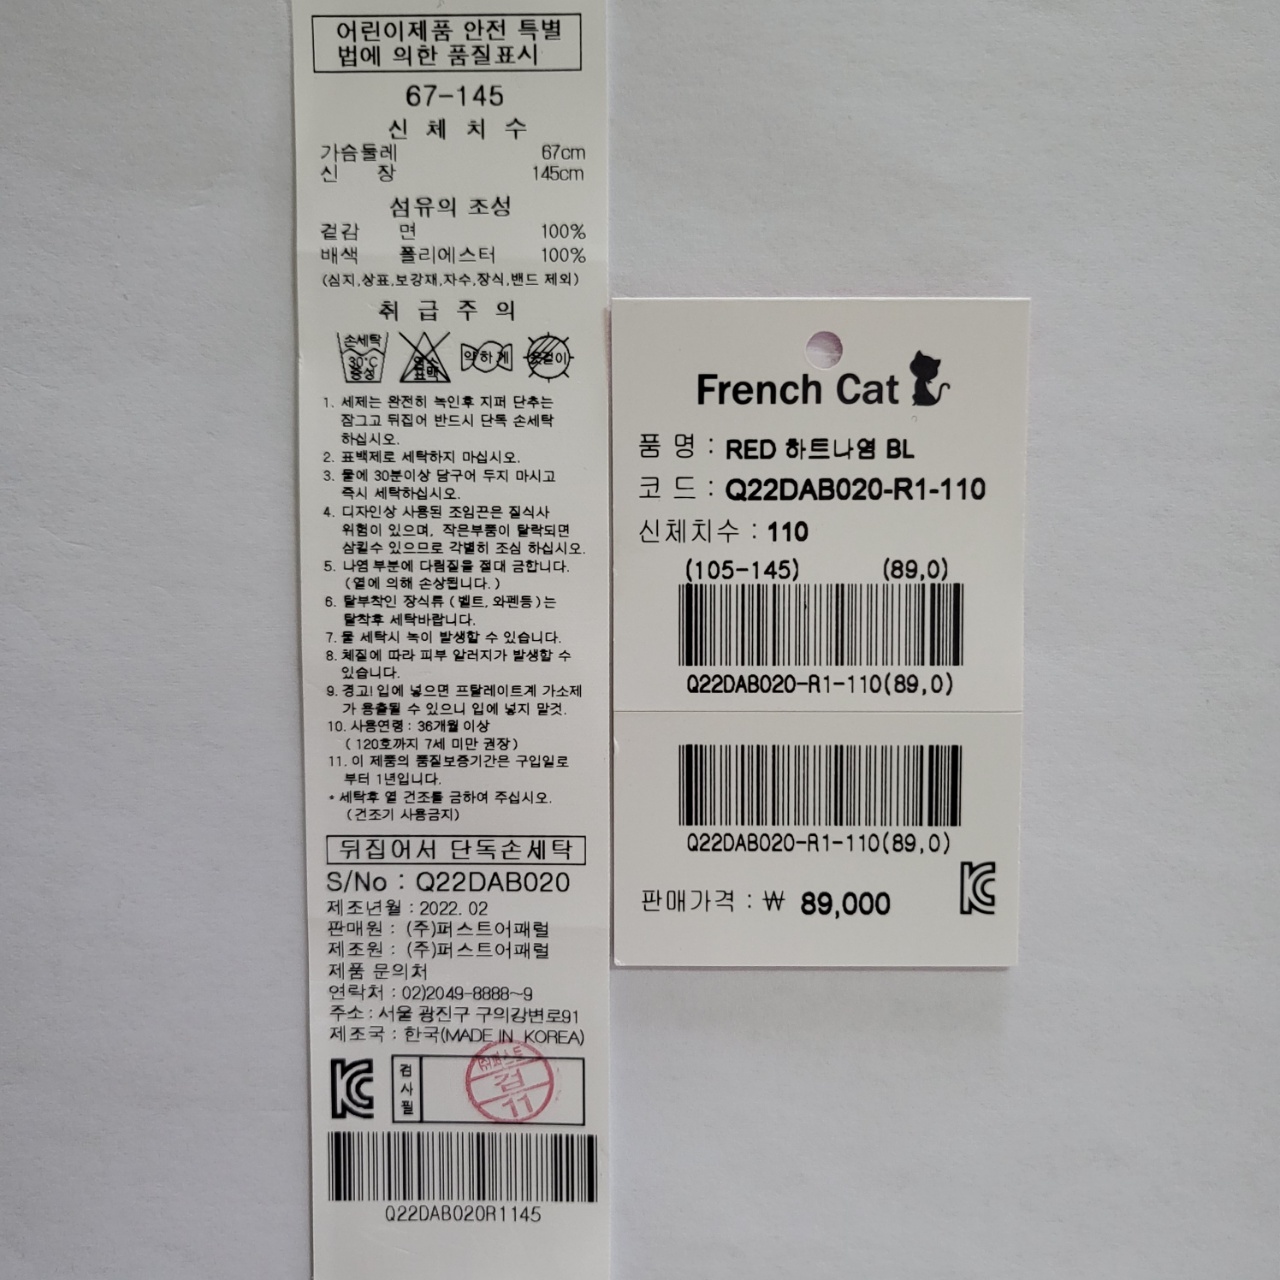 어린이제품 안전 특별
법에 의한 품질표시
67-145
신 체 치 수
가슴둘레 67cm
신 장 145cm
섬유의 조성
겉감 면 100%
배색 폴리에스터 100%
(심지,상표,보강재,자수,장식,밴드 제외)
취 급 주 의
손세탁 30°C 중성
염소 표백
약하게
옷걸이
1. 세제는 완전히 녹인후 지퍼 단추는
잠그고 뒤집어 반드시 단독 손세탁
하십시오.
2. 표백제로 세탁하지 마십시오.
3. 물에 30분이상 담구어 두지 마시고
즉시 세탁하십시오.
4. 디자인상 사용된 조임끈은 질식사
위험이 있으며, 작은부품이 탈락되면
삼킬수 있으므로 각별히 조심 하십시오.
5. 나염 부분에 다림질을 절대 금합니다.
(열에 의해 손상됩니다.)
6. 탈부착인 장식류 (벨트, 와펜등)는
탈착후 세탁바랍니다.
7. 물 세탁시 녹이 발생할 수 있습니다.
8. 체질에 따라 피부 알러지가 발생할 수
있습니다.
9. 경고! 입에 넣으면 프탈레이트계 가소제
가 용출될 수 있으니 입에 넣지 말것.
10. 사용연령 : 36개월 이상
( 120호까지 7세 미만 권장)
11. 이 제품의 품질보증기간은 구입일로
부터 1년입니다.
* 세탁후 열 건조를 금하여 주십시오.
(건조기 사용금지)
뒤집어서 단독손세탁
S/No : Q22DAB020
제조년월 : 2022. 02
판매원 : (주)퍼스트어패럴
제조원 : (주)퍼스트어패럴
제품 문의처
연락처 : 02)2049-8888~9
주소 : 서울 광진구 구의강변로91
제조국 : 한국(MADE IN KOREA)
KC
검사필
(주)퍼스트
검
11
Q22DAB020R1145
French Cat
품 명 : RED 하트나염 BL
코 드 : Q22DAB020-R1-110
신체치수 : 110
(105-145) (89,0)
Q22DAB020-R1-110(89,0)
Q22DAB020-R1-110(89,0)
KC
판매가격 : ₩ 89,000